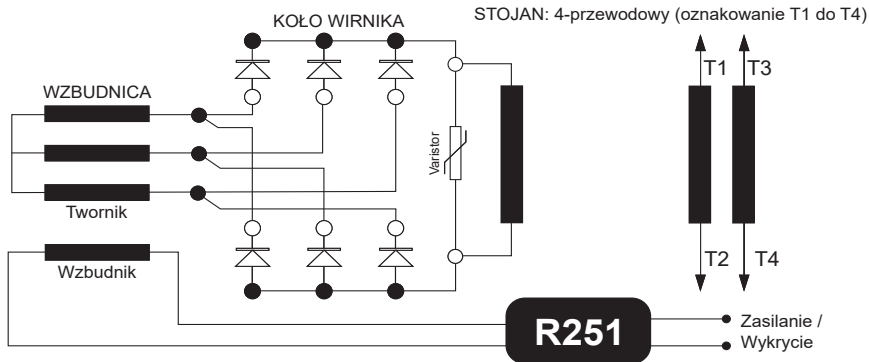 STOJAN: 4-przewodowy (oznakowanie T1 do T4)
KOŁO WIRNIKA
WZBUDNICA
T1
T3
Varistor
Twornik
Wzbudnik
T2
T4
R251
Zasilanie /
Wykrycie